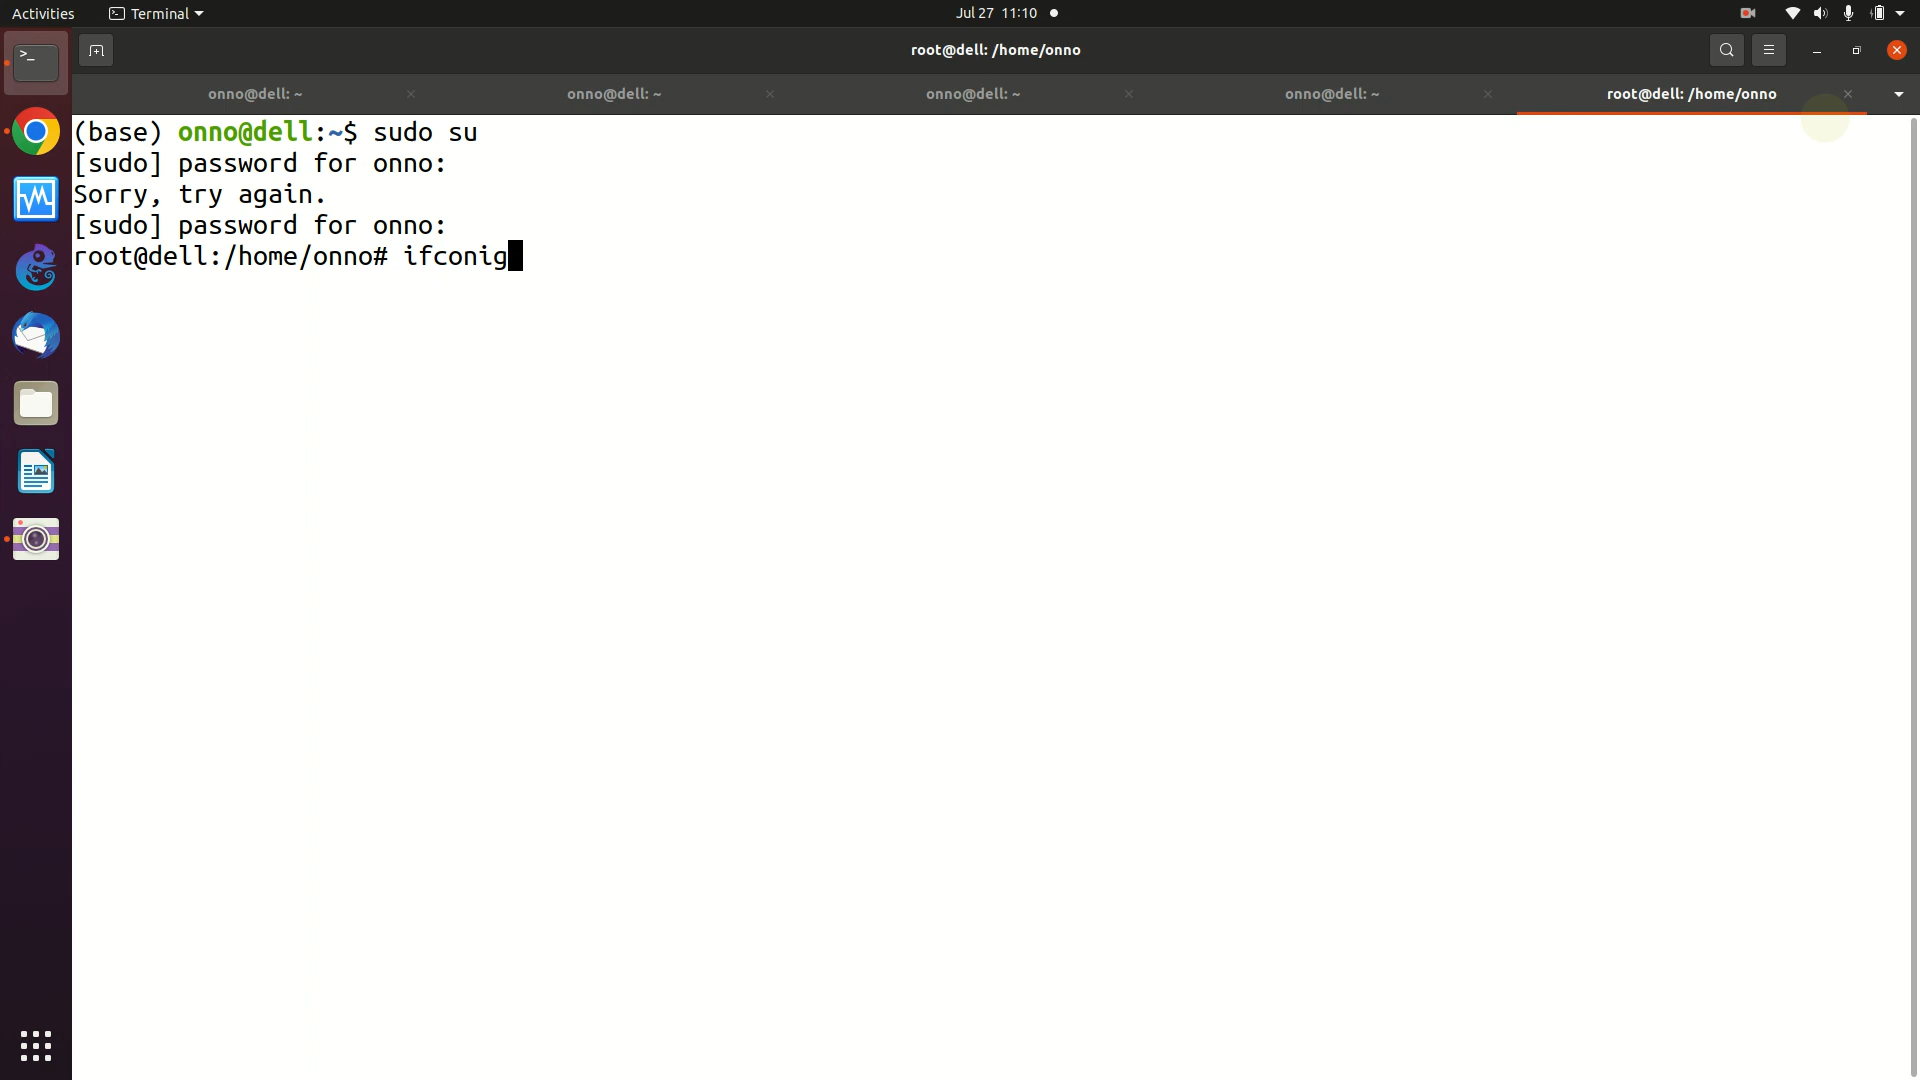 Activities Terminal Jul 27 11:10
root@dell: /home/onno
onno@dell: ~ onno@dell: ~ onno@dell: ~ onno@dell: ~ root@dell: /home/onno
(base) onno@dell:~$ sudo su
[sudo] password for onno:
Sorry, try again.
[sudo] password for onno:
root@dell:/home/onno# ifconig